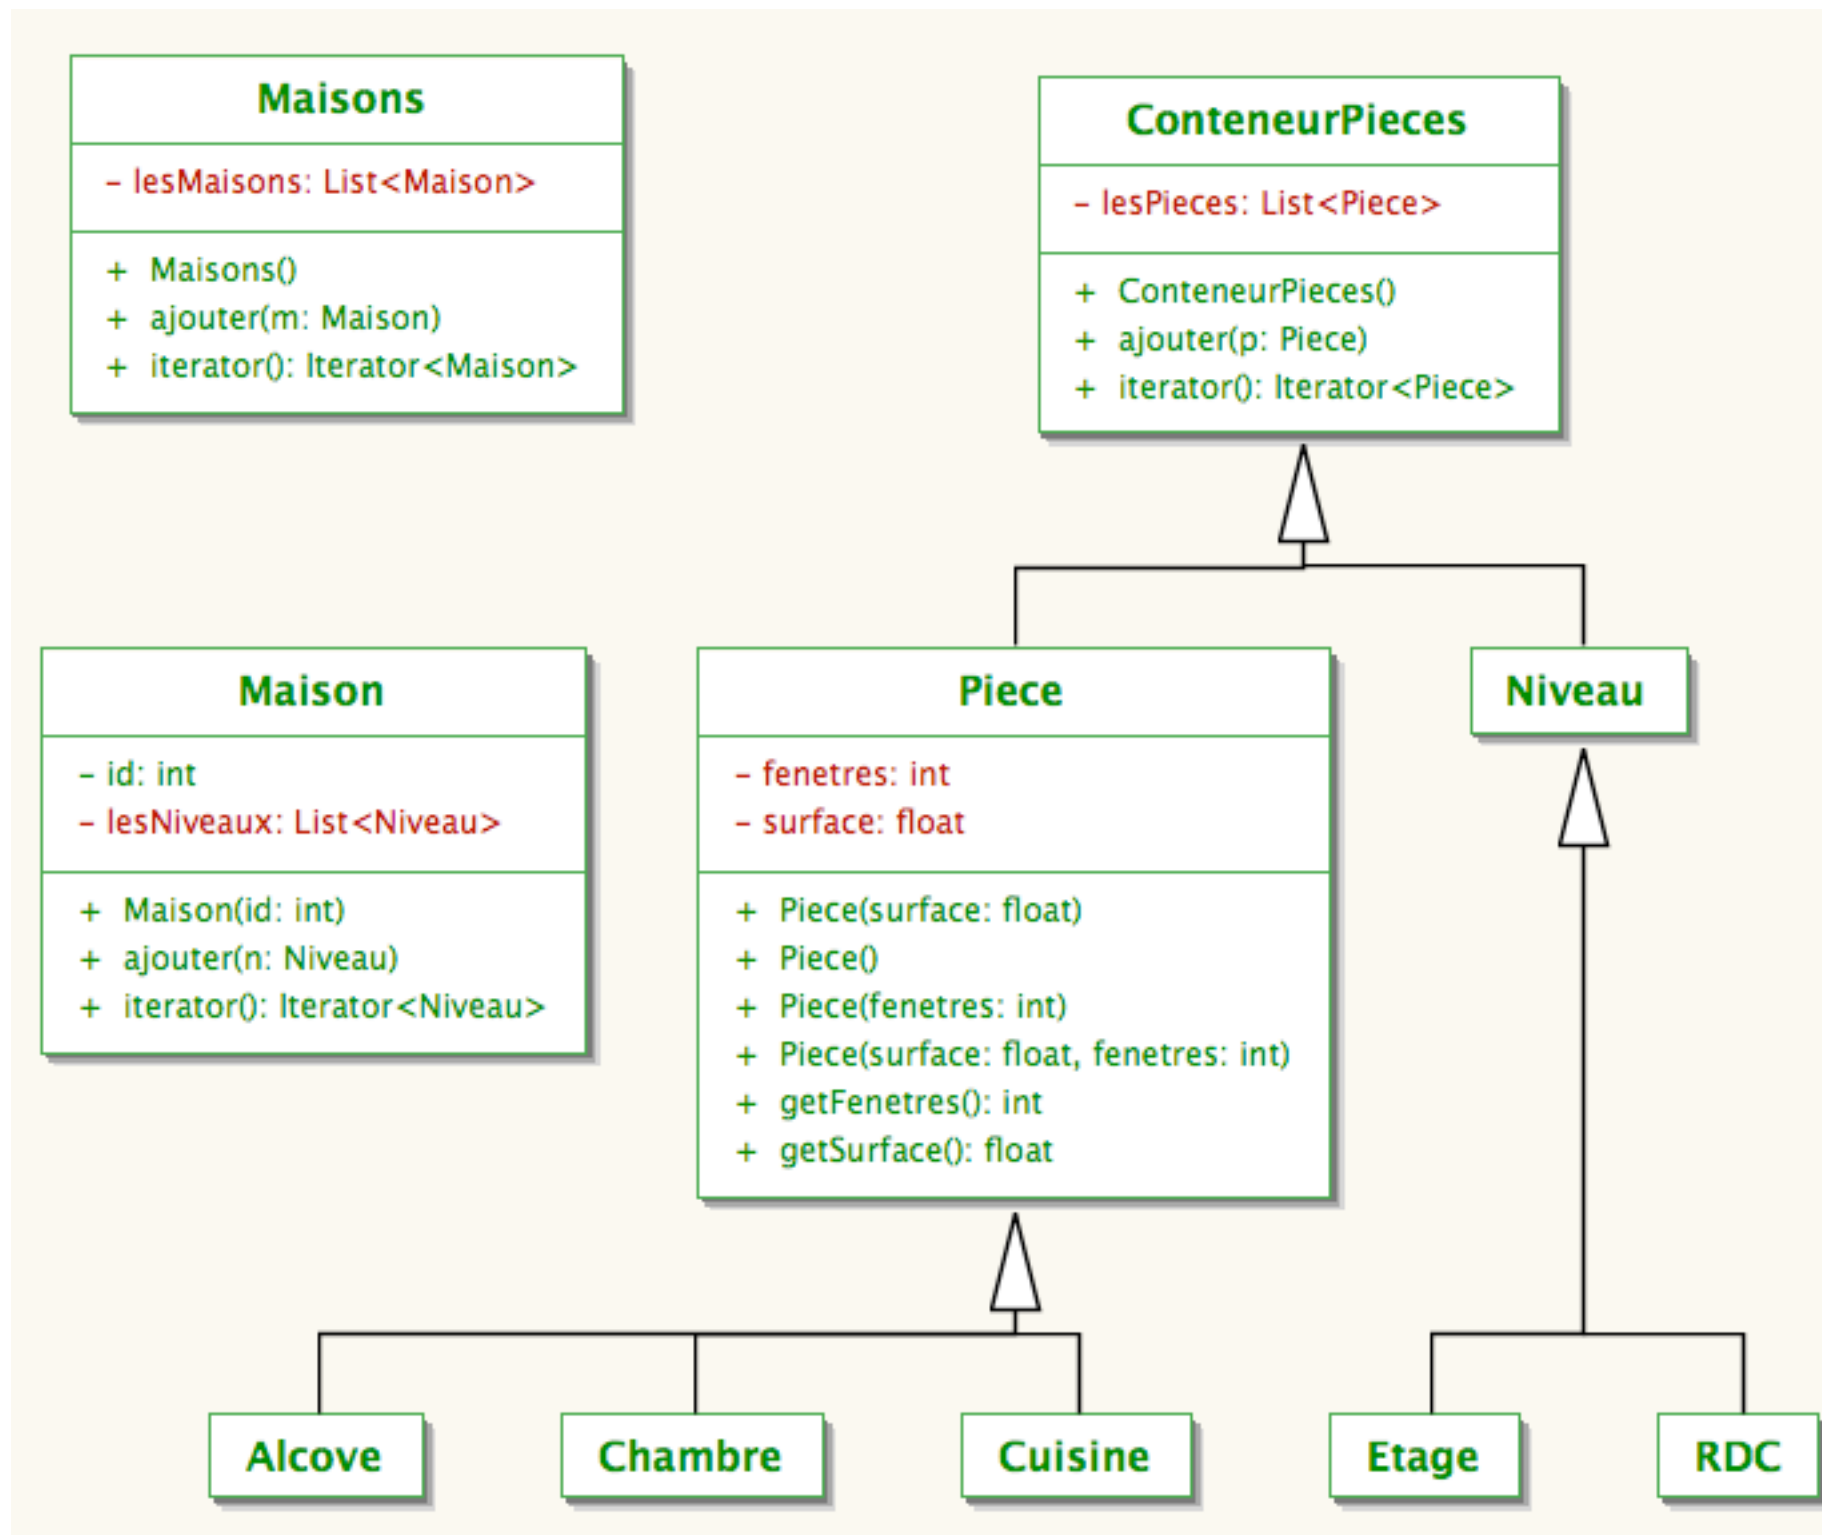 Maisons
- lesMaisons: List<Maison>
+ Maisons()
+ ajouter(m: Maison)
+ iterator(): Iterator<Maison>
ConteneurPieces
- lesPieces: List<Piece>
+ ConteneurPieces()
+ ajouter(p: Piece)
+ iterator(): Iterator<Piece>
Maison
- id: int
- lesNiveaux: List<Niveau>
+ Maison(id: int)
+ ajouter(n: Niveau)
+ iterator(): Iterator<Niveau>
Piece
- fenetres: int
- surface: float
+ Piece(surface: float)
+ Piece()
+ Piece(fenetres: int)
+ Piece(surface: float, fenetres: int)
+ getFenetres(): int
+ getSurface(): float
Niveau
Alcove
Chambre
Cuisine
Etage
RDC